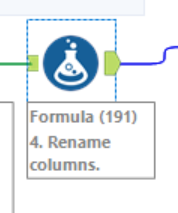 Formula (191)
4. Rename
columns.